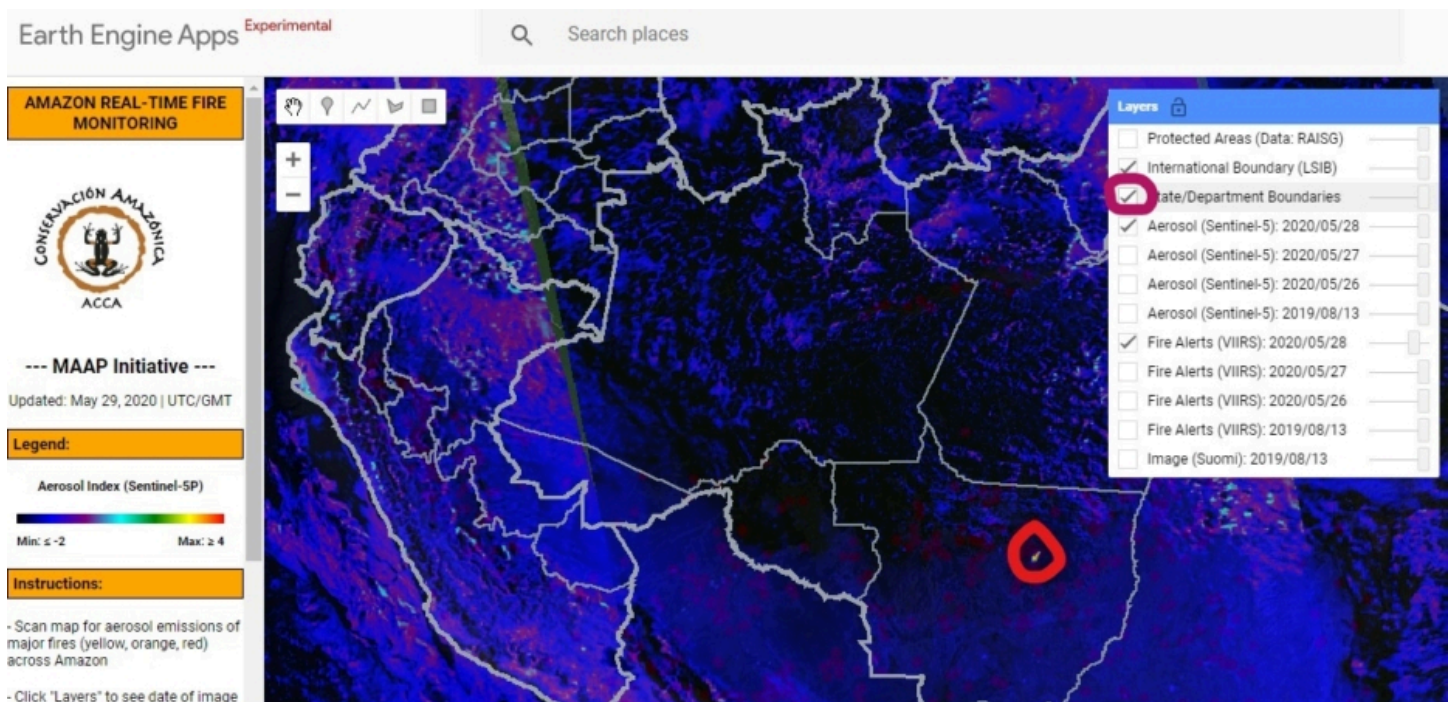 Earth Engine Apps Experimental
Search places
AMAZON REAL-TIME FIRE
MONITORING
CONSERVACIÓN AMAZÓNICA
ACCA
--- MAAP Initiative ---
Updated: May 29, 2020 | UTC/GMT
Legend:
Aerosol Index (Sentinel-5P)
Min: ≤ -2 Max: ≥ 4
Instructions:
- Scan map for aerosol emissions of
major fires (yellow, orange, red)
across Amazon
- Click "Layers" to see date of image
+
−
Layers
Protected Areas (Data: RAISG)
International Boundary (LSIB)
tate/Department Boundaries
Aerosol (Sentinel-5): 2020/05/28
Aerosol (Sentinel-5): 2020/05/27
Aerosol (Sentinel-5): 2020/05/26
Aerosol (Sentinel-5): 2019/08/13
Fire Alerts (VIIRS): 2020/05/28
Fire Alerts (VIIRS): 2020/05/27
Fire Alerts (VIIRS): 2020/05/26
Fire Alerts (VIIRS): 2019/08/13
Image (Suomi): 2019/08/13